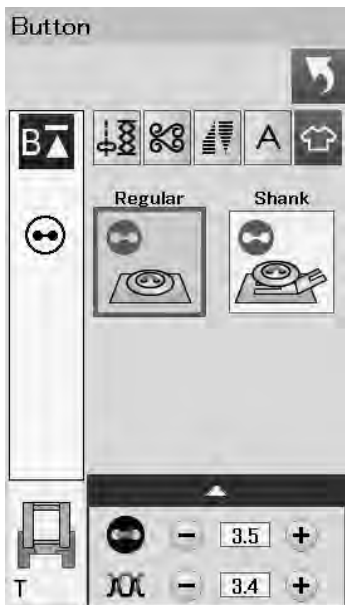 Button
B
A
Regular Shank
− 3.5 +
− 3.4 +
T